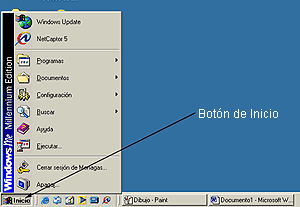 Windows Update
NetCaptor 5
Programas
Documentos
Configuración
Buscar
Ayuda
Ejecutar...
Cerrar sesión de Meriagas...
Apagar...
Windows Me Millennium Edition
Botón de Inicio
Inicio
Dibujo - Paint
Documento1 - Microsoft W...